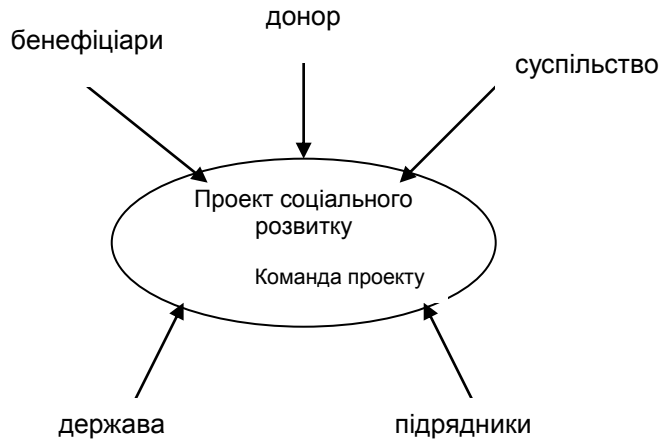 донор
бенефіціари
суспільство
Проект соціального
розвитку
Команда проекту
держава
підрядники